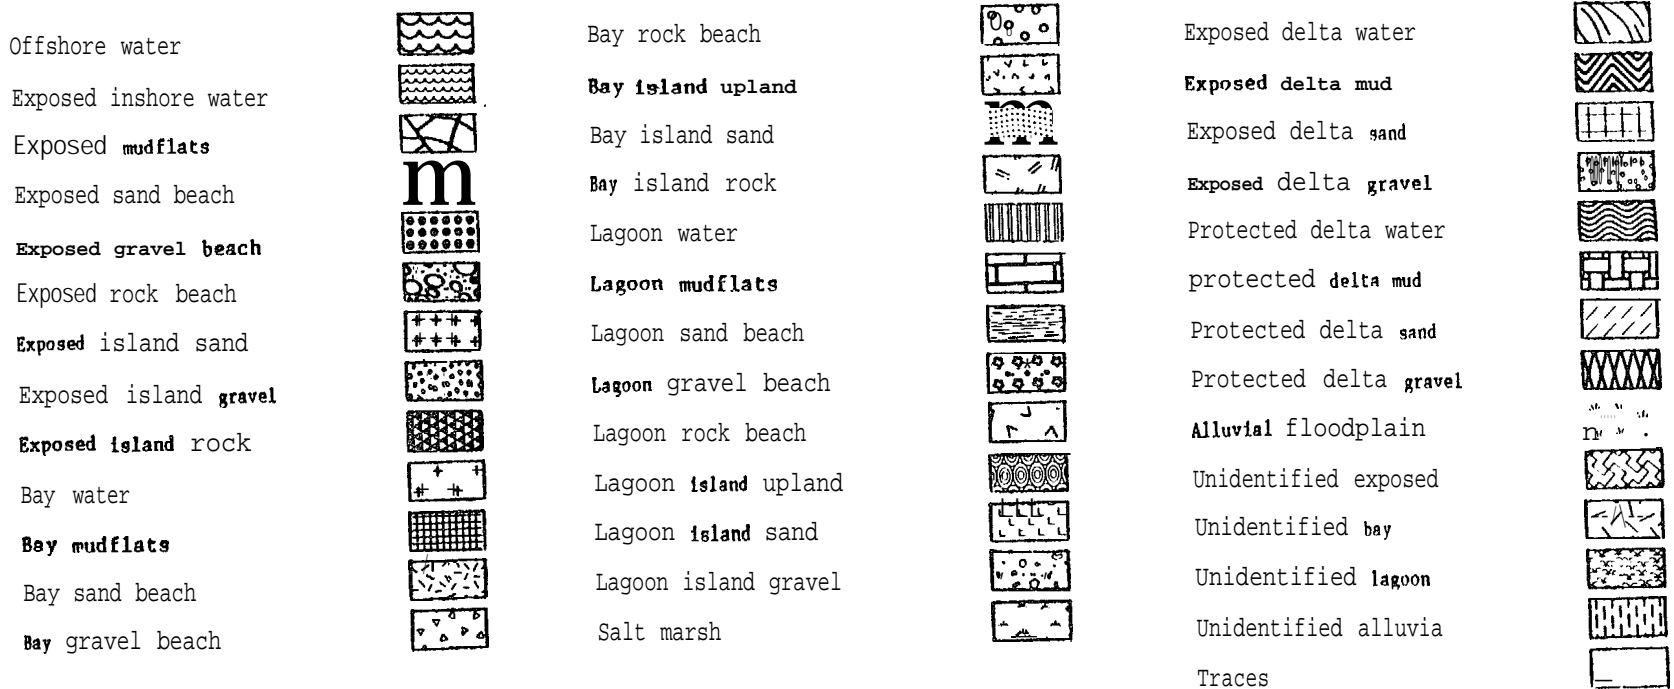 Offshore water
Exposed inshore water
Exposed mudflats
Exposed sand beach
m
Exposed gravel beach
Exposed rock beach
Exposed island sand
Exposed island gravel
Exposed island rock
Bay water
Bay mudflats
Bay sand beach
Bay gravel beach
Bay rock beach
Bay island upland
Bay island sand
m
Bay island rock
Lagoon water
Lagoon mudflats
Lagoon sand beach
Lagoon gravel beach
Lagoon rock beach
Lagoon island upland
Lagoon island sand
Lagoon island gravel
Salt marsh
Exposed delta water
Exposed delta mud
Exposed delta sand
Exposed delta gravel
Protected delta water
protected delta mud
Protected delta sand
Protected delta gravel
Alluvial floodplain
n
Unidentified exposed
Unidentified bay
Unidentified lagoon
Unidentified alluvia
Traces